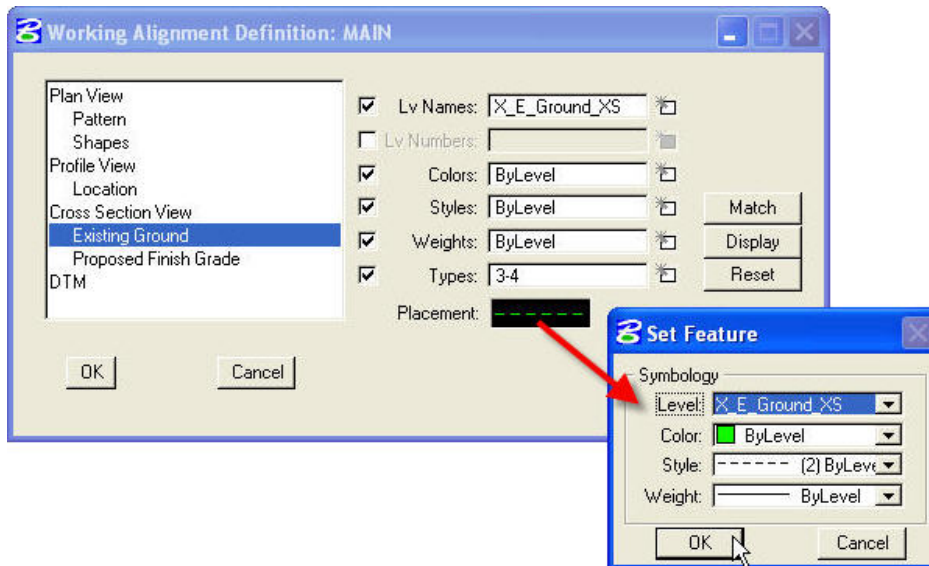 Working Alignment Definition: MAIN
Plan View
Pattern
Shapes
Profile View
Location
Cross Section View
Existing Ground
Proposed Finish Grade
DTM
Lv Names: X_E_Ground_XS
Lv Numbers:
Colors: ByLevel
Styles: ByLevel
Weights: ByLevel
Types: 3-4
Placement:
Match
Display
Reset
OK Cancel
Set Feature
Symbology
Level: X_E_Ground_XS
Color: ByLevel
Style: (2) ByLeve
Weight: ByLevel
OK Cancel